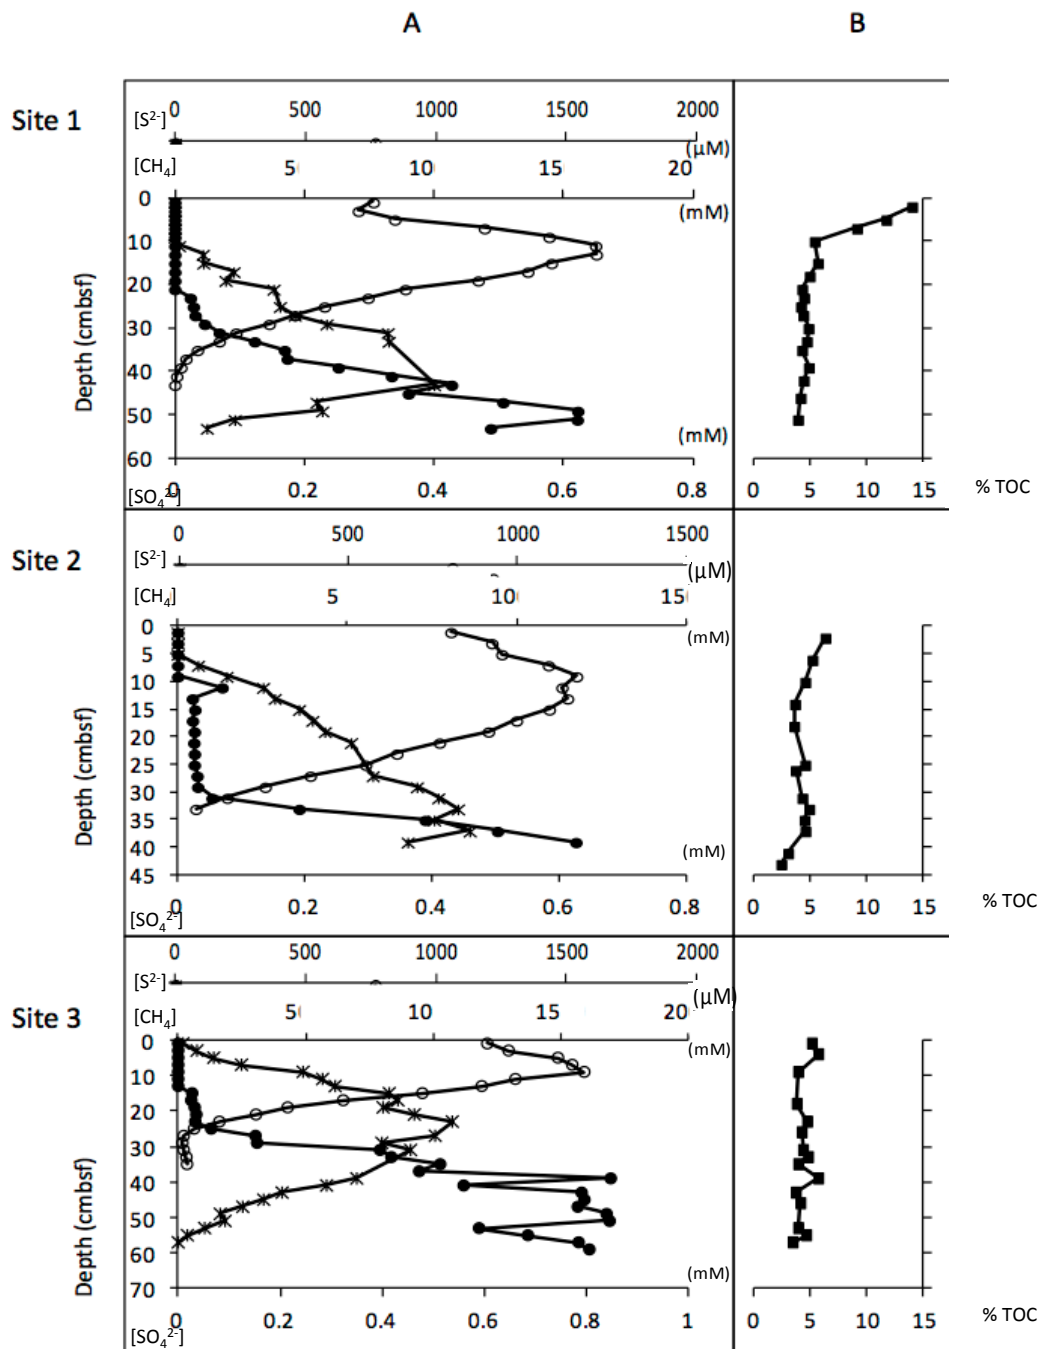 A B
Site 1
[S²⁻] 0 500 1000 1500 2000
(μM)
[CH₄] 5 10 15 20
0 (mM)
10
20
30
40
50
60
Depth (cmbsf)
(mM)
[SO₄²⁻] 0 0.2 0.4 0.6 0.8
0 5 10 15 % TOC
Site 2
[S²⁻] 0 500 1000 1500
(μM)
[CH₄] 5 10 15
0 (mM)
5
10
15
20
25
30
35
40
45
Depth (cmbsf)
(mM)
0 0.2 0.4 0.6 0.8
[SO₄²⁻]
0 5 10 15 % TOC
Site 3
[S²⁻] 0 500 1000 1500 2000
(μM)
[CH₄] 5 10 15 20
0 (mM)
10
20
30
40
50
60
70
Depth (cmbsf)
(mM)
0 0.2 0.4 0.6 0.8 1
[SO₄²⁻]
0 5 10 15 % TOC